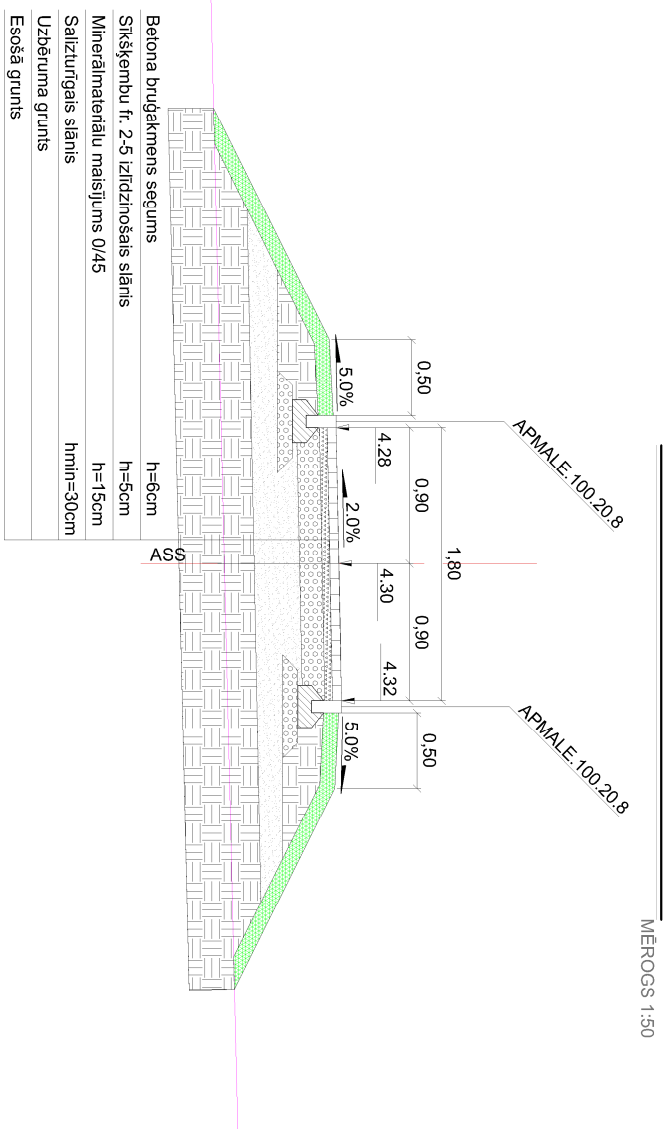 MĒROGS 1:50
APMALE.100.20.8
APMALE.100.20.8
1,80
0,50
0,90
0,90
0,50
4.28
4.30
4.32
5.0%
2.0%
5.0%
ASS
Betona bruģakmens segums h=6cm
Sīkšķembu fr. 2-5 izlīdzinošais slānis h=5cm
Minerālmateriālu maisījums 0/45 h=15cm
Salizturīgais slānis hmin=30cm
Uzbēruma grunts
Esošā grunts